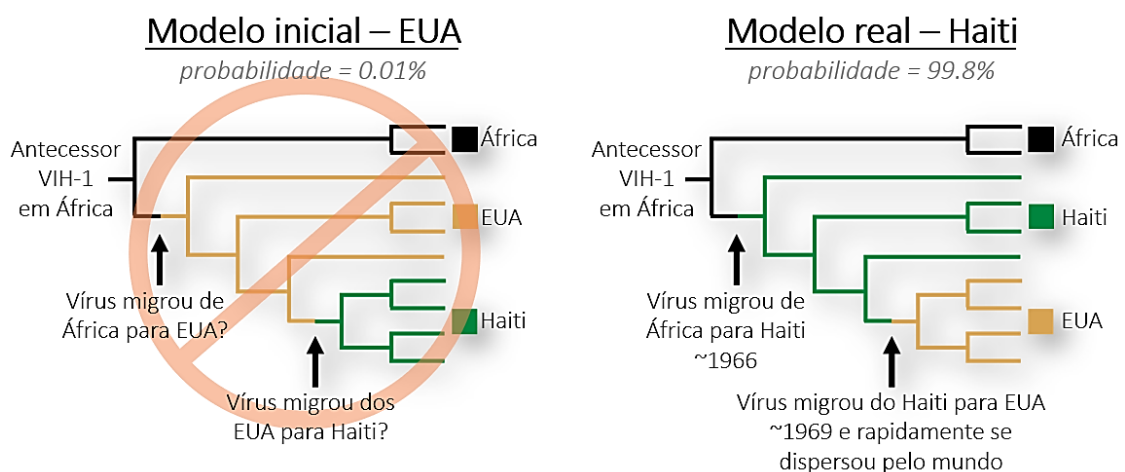 Modelo inicial – EUA
probabilidade = 0.01%
Antecessor
VIH-1
em África
África
EUA
Haiti
Vírus migrou de
África para EUA?
Vírus migrou dos
EUA para Haiti?
Modelo real – Haiti
probabilidade = 99.8%
Antecessor
VIH-1
em África
África
Haiti
EUA
Vírus migrou de
África para Haiti
~1966
Vírus migrou do Haiti para EUA
~1969 e rapidamente se
dispersou pelo mundo